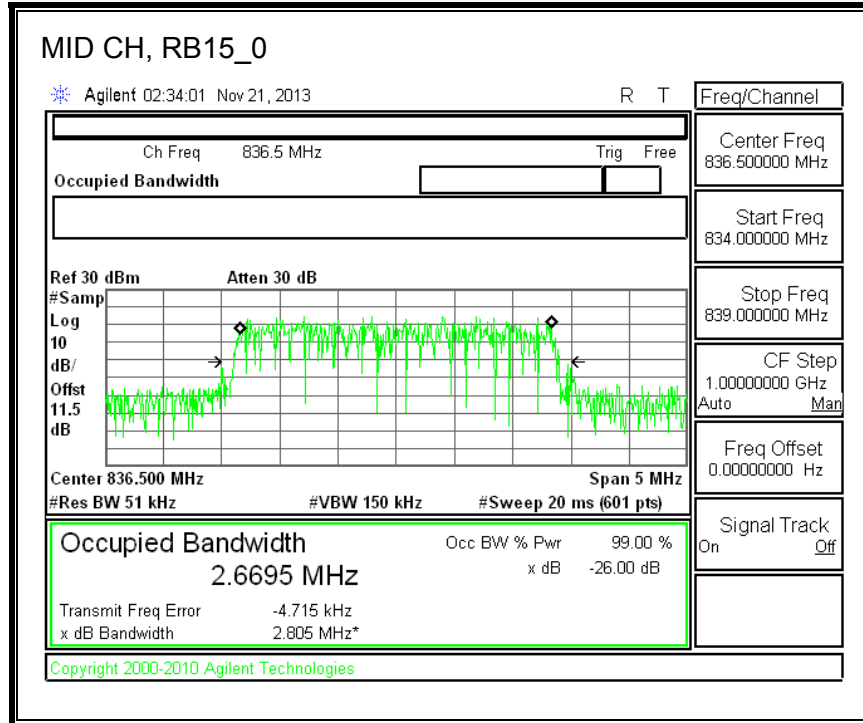 MID CH, RB15_0
Agilent 02:34:01 Nov 21, 2013 R T
Ch Freq 836.5 MHz Trig Free
Occupied Bandwidth
Ref 30 dBm Atten 30 dB
#Samp
Log
10
dB/
Offst
11.5
dB
Center 836.500 MHz Span 5 MHz
#Res BW 51 kHz #VBW 150 kHz #Sweep 20 ms (601 pts)
Occupied Bandwidth Occ BW % Pwr 99.00 %
2.6695 MHz x dB -26.00 dB
Transmit Freq Error -4.715 kHz
x dB Bandwidth 2.805 MHz*
Copyright 2000-2010 Agilent Technologies
Freq/Channel
Center Freq
836.500000 MHz
Start Freq
834.000000 MHz
Stop Freq
839.000000 MHz
CF Step
1.00000000 GHz
Auto Man
Freq Offset
0.00000000 Hz
Signal Track
On Off